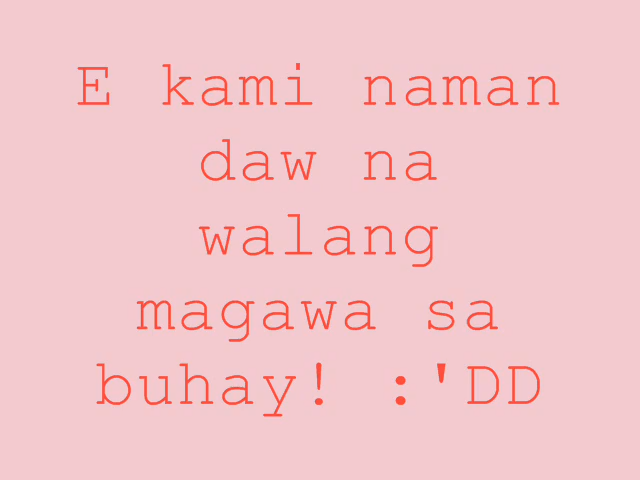 E kami naman
daw na
walang
magawa sa
buhay! :'DD